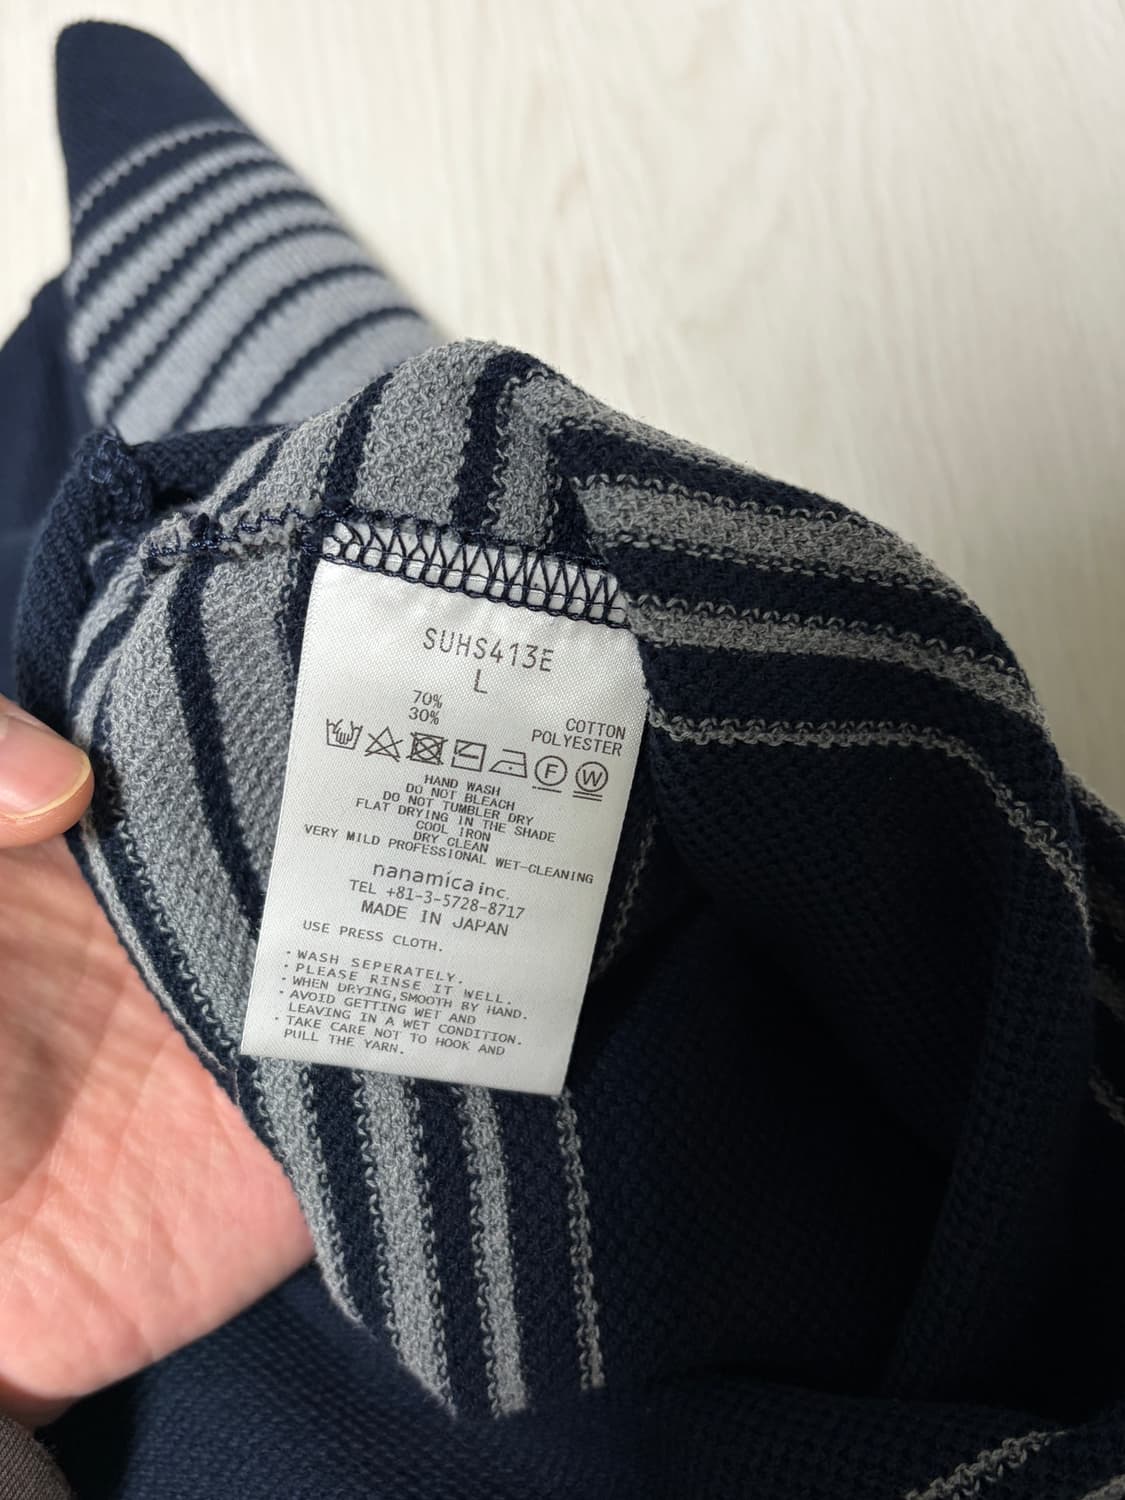 SUHS413E
L
70% COTTON
30% POLYESTER
F W
HAND WASH
DO NOT BLEACH
DO NOT TUMBLER DRY
FLAT DRYING IN THE SHADE
COOL IRON
DRY CLEAN
VERY MILD PROFESSIONAL WET-CLEANING
nanamica inc.
TEL +81-3-5728-8717
MADE IN JAPAN
USE PRESS CLOTH.
・WASH SEPERATELY.
・PLEASE RINSE IT WELL.
・WHEN DRYING,SMOOTH BY HAND.
・AVOID GETTING WET AND
LEAVING IN A WET CONDITION.
・TAKE CARE NOT TO HOOK AND
PULL THE YARN.